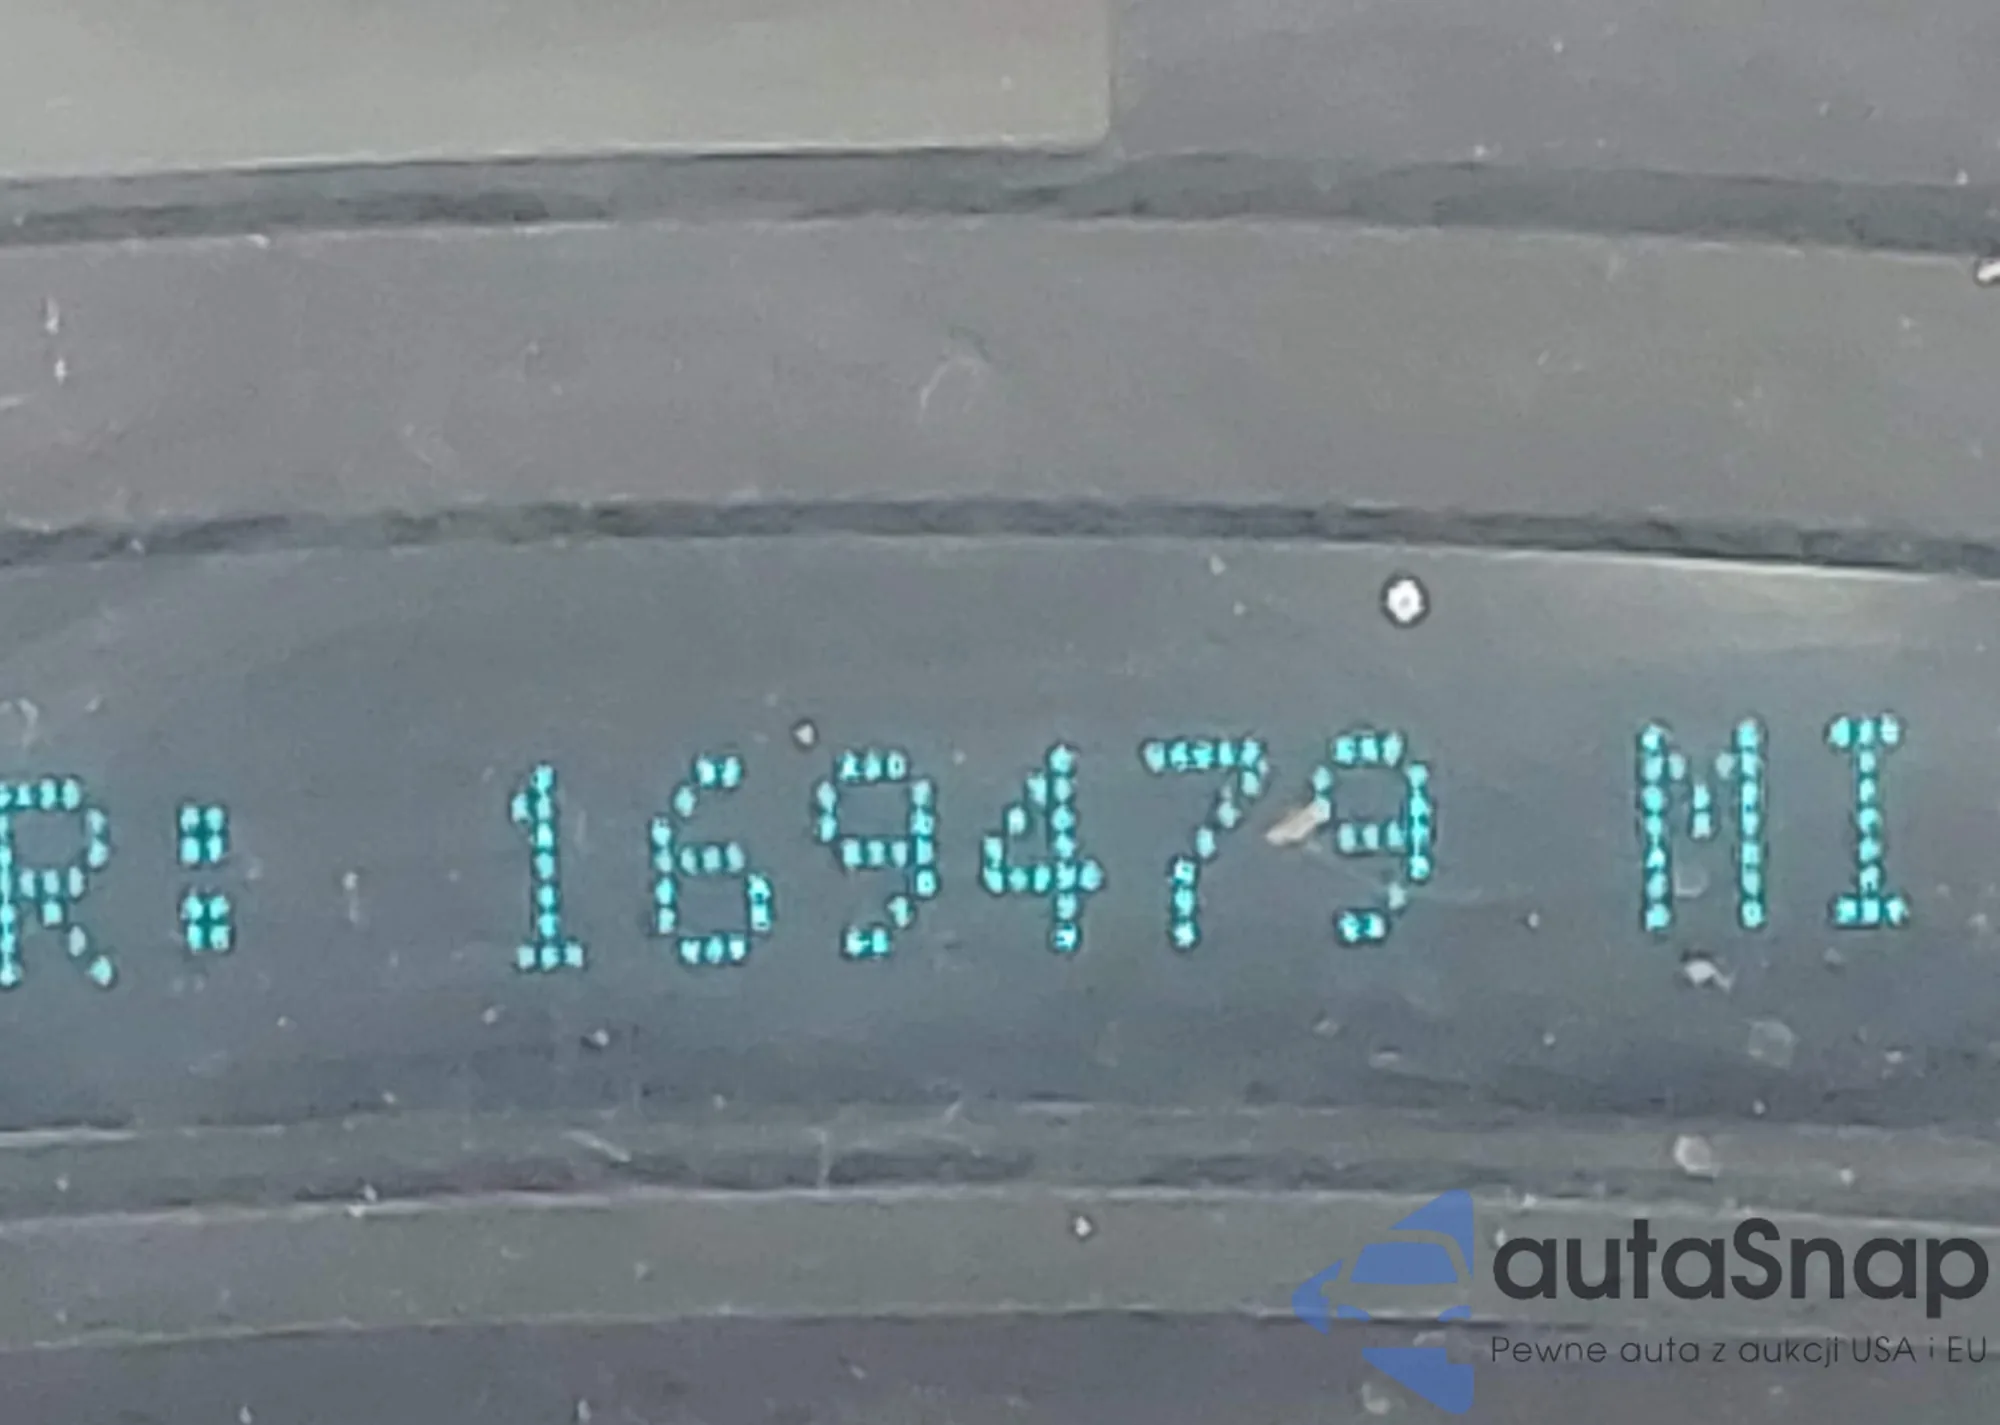 R: 169479 MI
autaSnap
Pewne auta z aukcji USA i EU